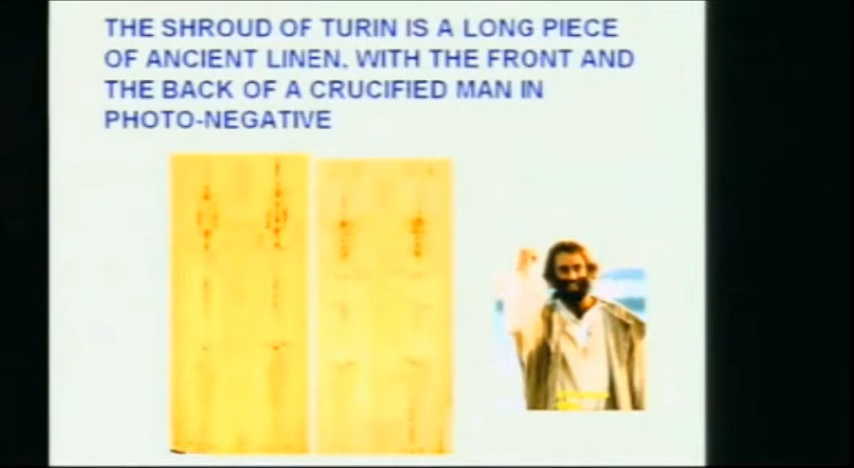 THE SHROUD OF TURIN IS A LONG PIECE
OF ANCIENT LINEN, WITH THE FRONT AND
THE BACK OF A CRUCIFIED MAN IN
PHOTO-NEGATIVE